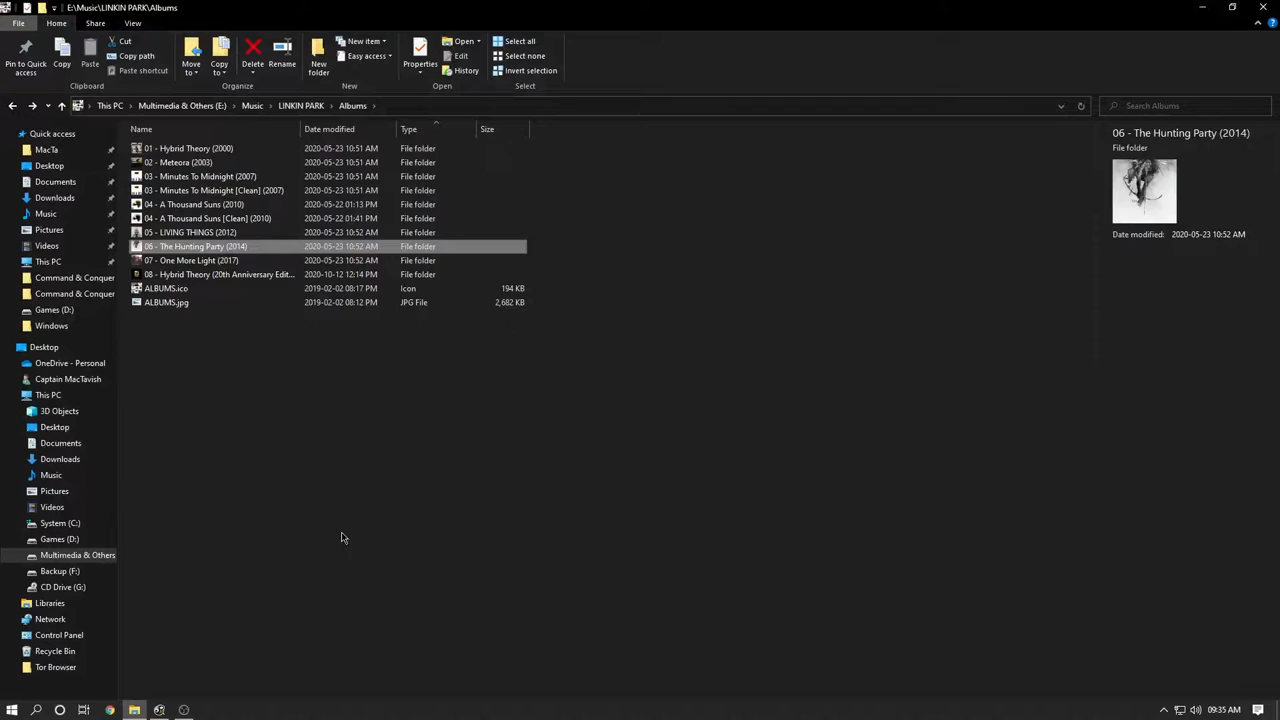 E:\Music\LINKIN PARK\Albums
File Home Share View
Pin to Quick access
Copy
Paste
Cut
Copy path
Paste shortcut
Clipboard
Move to
Copy to
Delete
Rename
Organize
New folder
New item
Easy access
New
Properties
Open
Edit
History
Open
Select all
Select none
Invert selection
Select
This PC > Multimedia & Others (E:) > Music > LINKIN PARK > Albums >
Search Albums
Quick access
MacTa
Desktop
Documents
Downloads
Music
Pictures
Videos
This PC
Command & Conquer
Command & Conquer
Games (D:)
Windows
Desktop
OneDrive - Personal
Captain MacTavish
This PC
3D Objects
Desktop
Documents
Downloads
Music
Pictures
Videos
System (C:)
Games (D:)
Multimedia & Others
Backup (F:)
CD Drive (G:)
Libraries
Network
Control Panel
Recycle Bin
Tor Browser
Name Date modified Type Size
01 - Hybrid Theory (2000) 2020-05-23 10:51 AM File folder
02 - Meteora (2003) 2020-05-23 10:51 AM File folder
03 - Minutes To Midnight (2007) 2020-05-23 10:51 AM File folder
03 - Minutes To Midnight [Clean] (2007) 2020-05-23 10:51 AM File folder
04 - A Thousand Suns (2010) 2020-05-22 01:13 PM File folder
04 - A Thousand Suns [Clean] (2010) 2020-05-22 01:41 PM File folder
05 - LIVING THINGS (2012) 2020-05-23 10:52 AM File folder
06 - The Hunting Party (2014) 2020-05-23 10:52 AM File folder
07 - One More Light (2017) 2020-05-23 10:52 AM File folder
08 - Hybrid Theory (20th Anniversary Edit... 2020-10-12 12:14 PM File folder
ALBUMS.ico 2019-02-02 08:17 PM Icon 194 KB
ALBUMS.jpg 2019-02-02 08:12 PM JPG File 2,682 KB
06 - The Hunting Party (2014)
File folder
Date modified: 2020-05-23 10:52 AM
09:35 AM